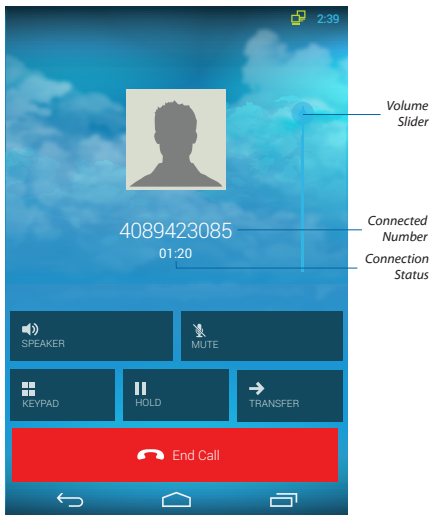 2:39
Volume
Slider
4089423085
Connected
Number
01:20
Connection
Status
SPEAKER
MUTE
KEYPAD
HOLD
TRANSFER
End Call